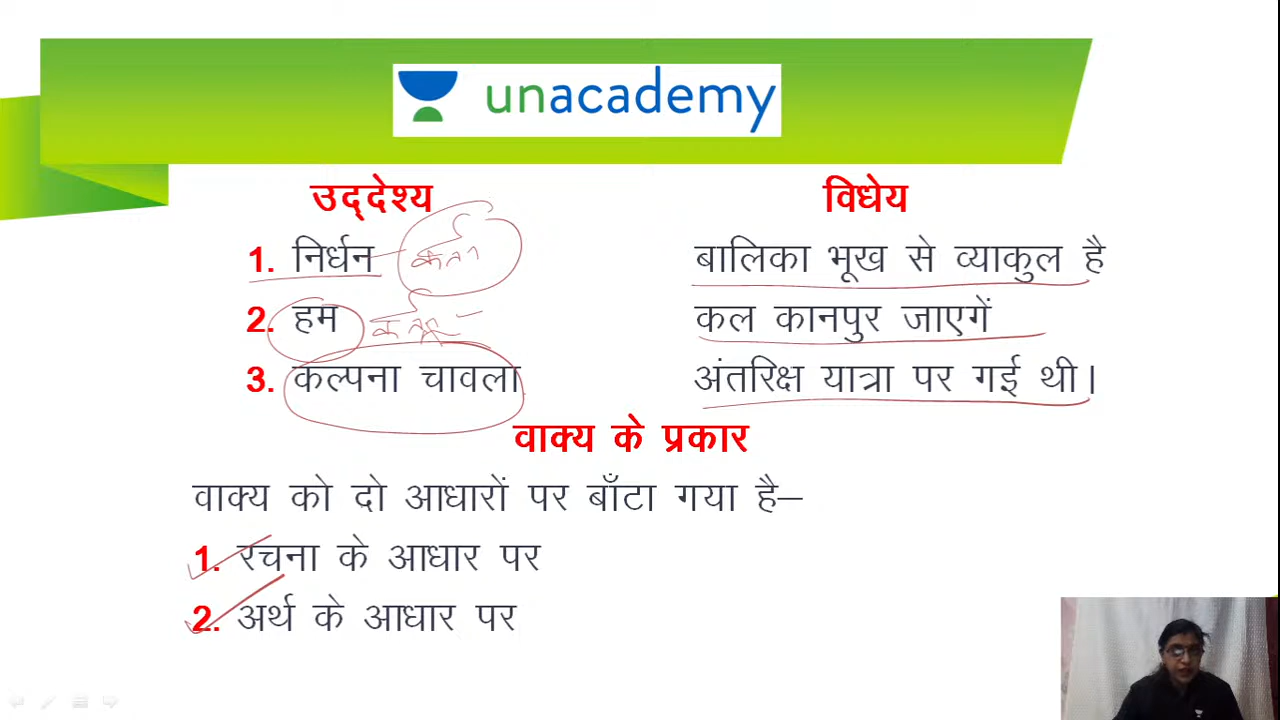 unacademy
उद्देश्य विधेय
1. निर्धन कर्ता बालिका भूख से व्याकुल है
2. हम कल कानपुर जाएगें
3. कल्पना चावला अंतरिक्ष यात्रा पर गई थी।
वाक्य के प्रकार
वाक्य को दो आधारों पर बाँटा गया है–
1. रचना के आधार पर
2. अर्थ के आधार पर